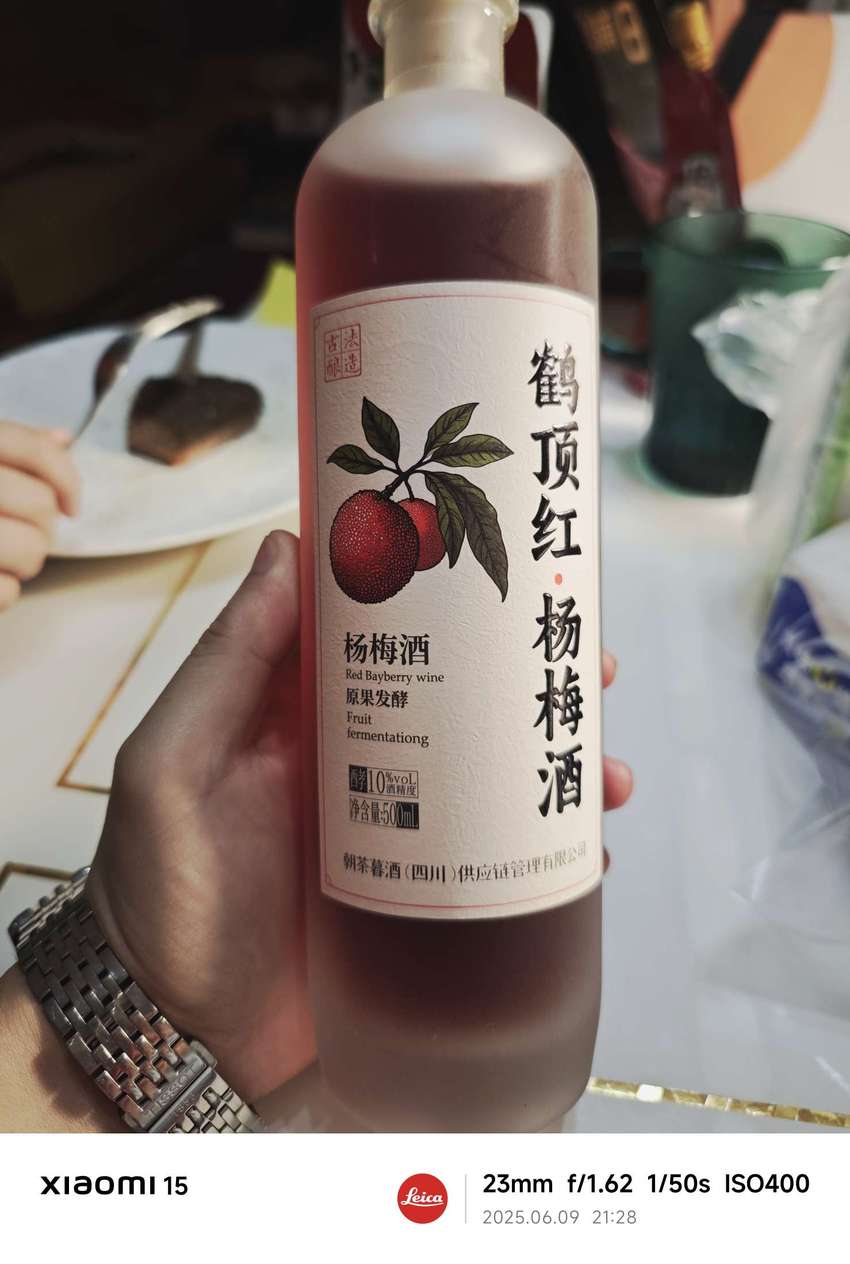 古法
酿造
鹤顶红·杨梅酒
杨梅酒
Red Bayberry wine
原果发酵
Fruit
fermentationg
酵 10%voL
酒精度
净含量:500mL
朝茶暮酒(四川)供应链管理有限公司
xiaomi 15
Leica
23mm f/1.62 1/50s ISO400
2025.06.09 21:28